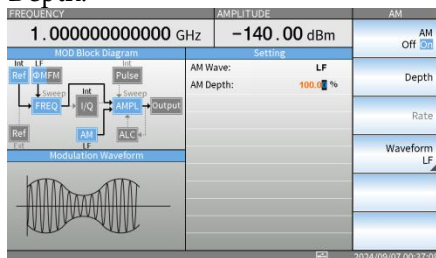 Depth.
FREQUENCY AMPLITUDE AM
1.000000000000 GHz −140.00 dBm
AM
Off On
MOD Block Diagram
Setting
Int LF Int
Ref ΦMFM Pulse
Sweep Int Sweep
FREQ I/Q AMPL Output
Ref AM ALC
Ext LF
Modulation Waveform
AM Wave: LF
AM Depth: 100.0 %
Depth
Rate
Waveform
LF
2024/09/07 00:37:0